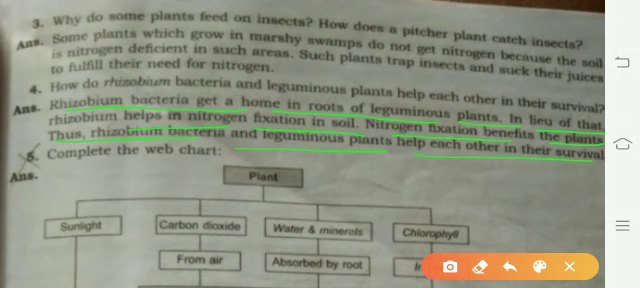 3. Why do some plants feed on insects? How does a pitcher plant catch insects?
Ans. Some plants which grow in marshy swamps do not get nitrogen because the soil
is nitrogen deficient in such areas. Such plants trap insects and suck their juices
to fulfill their need for nitrogen.
4. How do rhizobium bacteria and leguminous plants help each other in their survival?
Ans. Rhizobium bacteria get a home in roots of leguminous plants. In lieu of that
rhizobium helps in nitrogen fixation in soil. Nitrogen fixation benefits the plants
Thus, rhizobium bacteria and leguminous plants help each other in their survival
5. Complete the web chart:
Ans.
Plant
Sunlight
Carbon dioxide
Water & minerals
Chlorophyll
From air
Absorbed by root